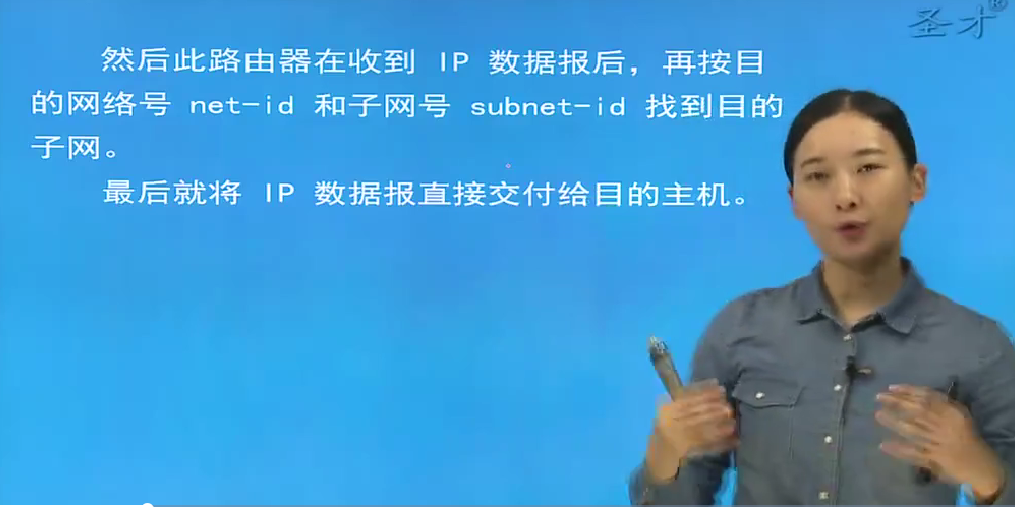 然后此路由器在收到 IP 数据报后，再按目
的网络号 net-id 和子网号 subnet-id 找到目的
子网。
最后就将 IP 数据报直接交付给目的主机。
圣才®